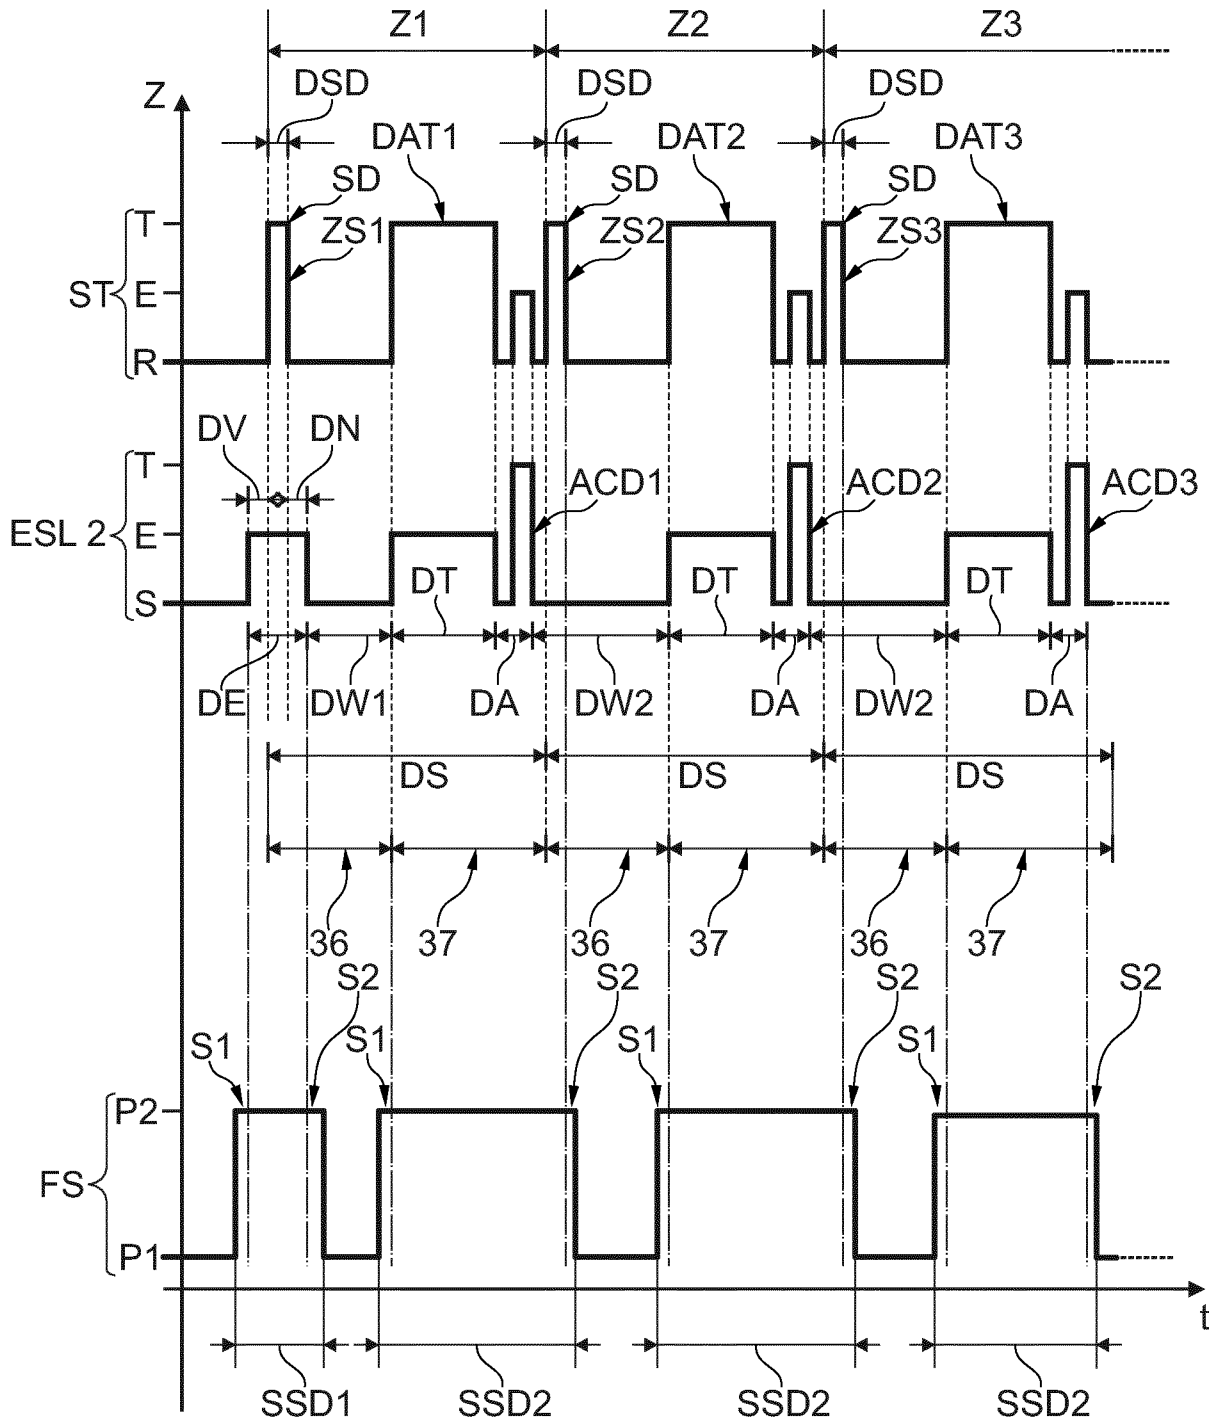 Z1 Z2 Z3
Z DSD DSD DSD
DAT1 DAT2 DAT3
SD SD SD
T ZS1 ZS2 ZS3
ST E
R
DV DN
T ACD1 ACD2 ACD3
ESL 2 E
DT DT DT
S
DE DW1 DA DW2 DA DW2 DA
DS DS DS
36 37 36 37 36 37
S2 S2 S2 S2
S1 S1 S1 S1
P2
FS
P1
t
SSD1 SSD2 SSD2 SSD2